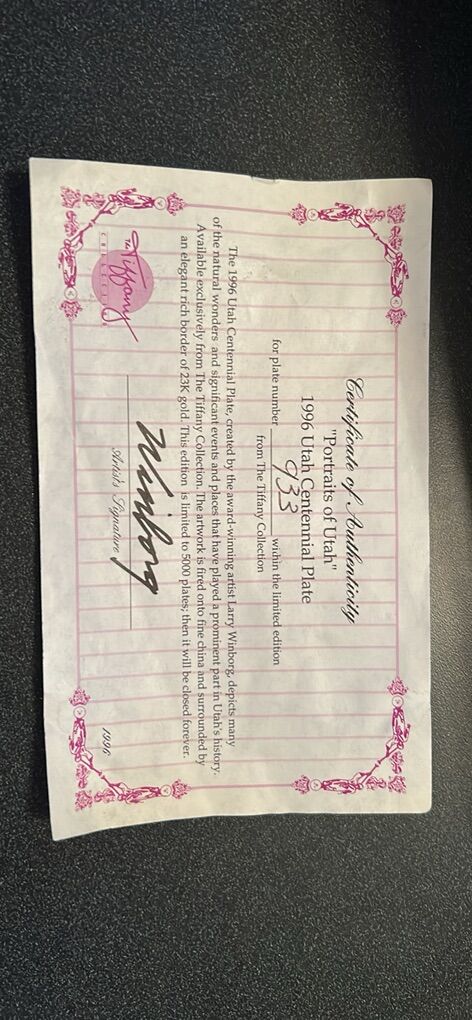 Certificate of Authenticity
"Portraits of Utah"
1996 Utah Centennial Plate
for plate number 933 within the limited edition
from The Tiffany Collection
The 1996 Utah Centennial Plate, created by the award-winning artist Larry Winborg, depicts many
of the natural wonders and significant events and places that have played a prominent part in Utah's history.
Available exclusively from The Tiffany Collection. The artwork is fired onto fine china and surrounded by
an elegant rich border of 23K gold. This edition is limited to 5000 plates; then it will be closed forever.
The Tiffany
COLLECTION
Winborg
Artist's Signature
1996